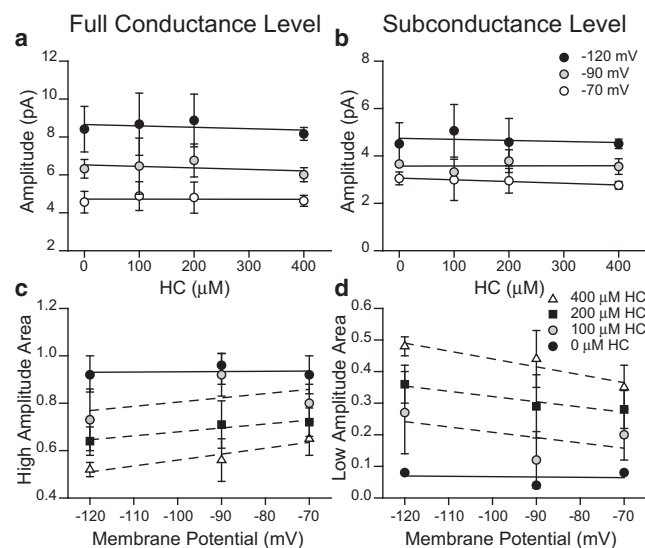 Full Conductance Level
Subconductance Level
a
b
12
10
8
6
4
2
Amplitude (pA)
0 100 200 300 400
HC (μM)
8
6
4
2
0
Amplitude (pA)
0 100 200 300 400
HC (μM)
-120 mV
-90 mV
-70 mV
c
d
1.2
1.0
0.8
0.6
0.4
High Amplitude Area
-120 -110 -100 -90 -80 -70
Membrane Potential (mV)
0.6
0.5
0.4
0.3
0.2
0.1
0.0
Low Amplitude Area
-120 -110 -100 -90 -80 -70
Membrane Potential (mV)
400 μM HC
200 μM HC
100 μM HC
0 μM HC